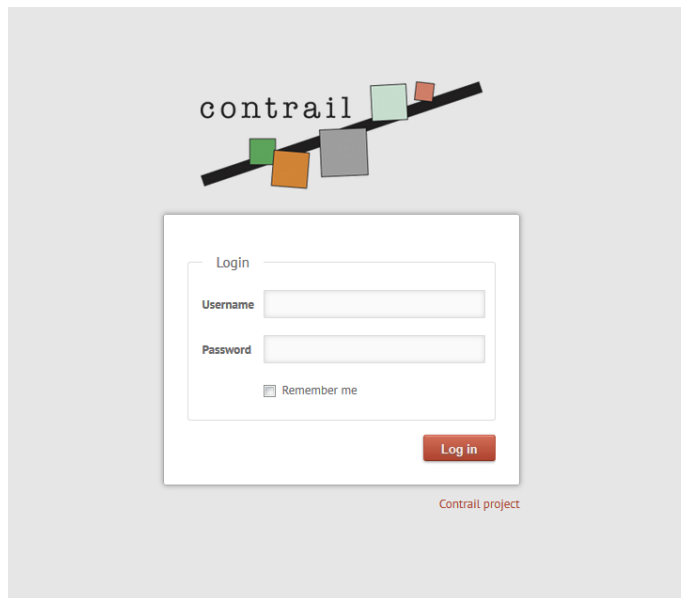 contrail
Login
Username
Password
Remember me
Log in
Contrail project